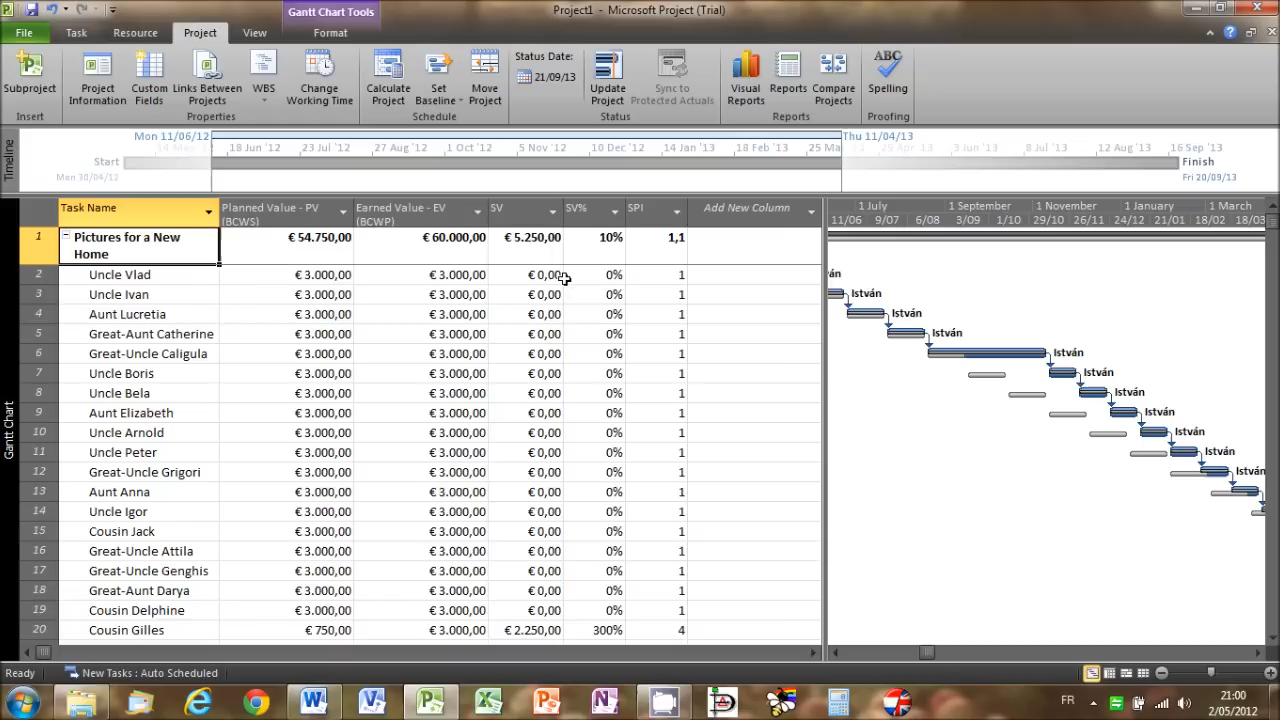 Project1 - Microsoft Project (Trial)
Gantt Chart Tools
File Task Resource Project View Format
Subproject
Project Information
Custom Fields
Links Between Projects
WBS
Change Working Time
Calculate Project
Set Baseline
Move Project
Status Date:
21/09/13
Update Project
Sync to Protected Actuals
Visual Reports
Reports
Compare Projects
ABC
Spelling
Insert Properties Schedule Status Reports Proofing
Timeline
Mon 11/06/12 Thu 11/04/13
18 Jun '12 23 Jul '12 27 Aug '12 1 Oct '12 5 Nov '12 10 Dec '12 14 Jan '13 18 Feb '13 25 Ma 29 Apr '13 3 Jun '13 8 Jul '13 12 Aug '13 16 Sep '13
Start
Mon 30/04/12
Finish
Fri 20/09/13
Gantt Chart
Task Name Planned Value - PV (BCWS) Earned Value - EV (BCWP) SV SV% SPI Add New Column
1 July 1 September 1 November 1 January 1 March
11/06 9/07 6/08 3/09 1/10 29/10 26/11 24/12 21/01 18/02 18/03
1 Pictures for a New Home € 54.750,00 € 60.000,00 € 5.250,00 10% 1,1
2 Uncle Vlad € 3.000,00 € 3.000,00 € 0,00 0% 1
3 Uncle Ivan € 3.000,00 € 3.000,00 € 0,00 0% 1 István
4 Aunt Lucretia € 3.000,00 € 3.000,00 € 0,00 0% 1 István
5 Great-Aunt Catherine € 3.000,00 € 3.000,00 € 0,00 0% 1 István
6 Great-Uncle Caligula € 3.000,00 € 3.000,00 € 0,00 0% 1 István
7 Uncle Boris € 3.000,00 € 3.000,00 € 0,00 0% 1 István
8 Uncle Bela € 3.000,00 € 3.000,00 € 0,00 0% 1 István
9 Aunt Elizabeth € 3.000,00 € 3.000,00 € 0,00 0% 1 István
10 Uncle Arnold € 3.000,00 € 3.000,00 € 0,00 0% 1 István
11 Uncle Peter € 3.000,00 € 3.000,00 € 0,00 0% 1 István
12 Great-Uncle Grigori € 3.000,00 € 3.000,00 € 0,00 0% 1 István
13 Aunt Anna € 3.000,00 € 3.000,00 € 0,00 0% 1
14 Uncle Igor € 3.000,00 € 3.000,00 € 0,00 0% 1
15 Cousin Jack € 3.000,00 € 3.000,00 € 0,00 0% 1
16 Great-Uncle Attila € 3.000,00 € 3.000,00 € 0,00 0% 1
17 Great-Uncle Genghis € 3.000,00 € 3.000,00 € 0,00 0% 1
18 Great-Aunt Darya € 3.000,00 € 3.000,00 € 0,00 0% 1
19 Cousin Delphine € 3.000,00 € 3.000,00 € 0,00 0% 1
20 Cousin Gilles € 750,00 € 3.000,00 € 2.250,00 300% 4
Ready New Tasks : Auto Scheduled
FR 21:00
2/05/2012